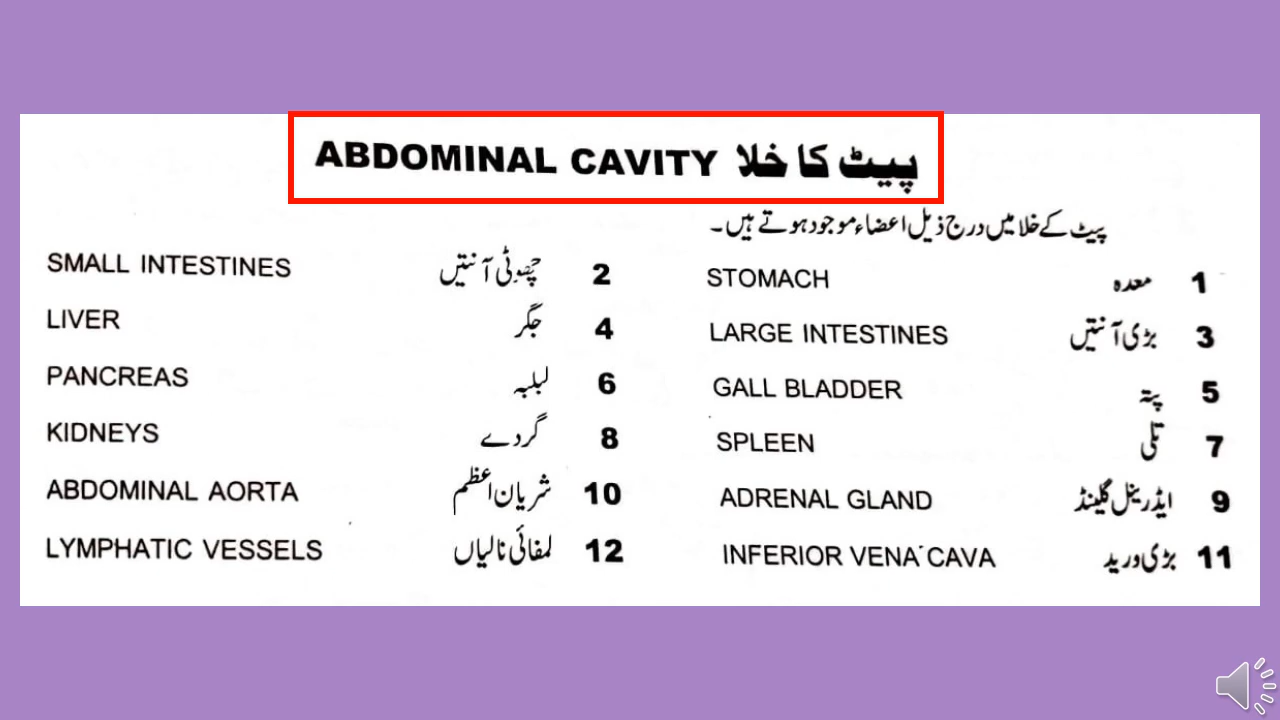 ABDOMINAL CAVITY پیٹ کا خلا
پیٹ کے خلا میں درج ذیل اعضاء موجود ہوتے ہیں۔
1 معدہ STOMACH
2 چھوٹی آنتیں SMALL INTESTINES
3 بڑی آنتیں LARGE INTESTINES
4 جگر LIVER
5 پتہ GALL BLADDER
6 لبلبہ PANCREAS
7 تلی SPLEEN
8 گردے KIDNEYS
9 ایڈرینل گلینڈ ADRENAL GLAND
10 شریان اعظم ABDOMINAL AORTA
11 بڑی ورید INFERIOR VENA CAVA
12 لمفائی نالیاں LYMPHATIC VESSELS